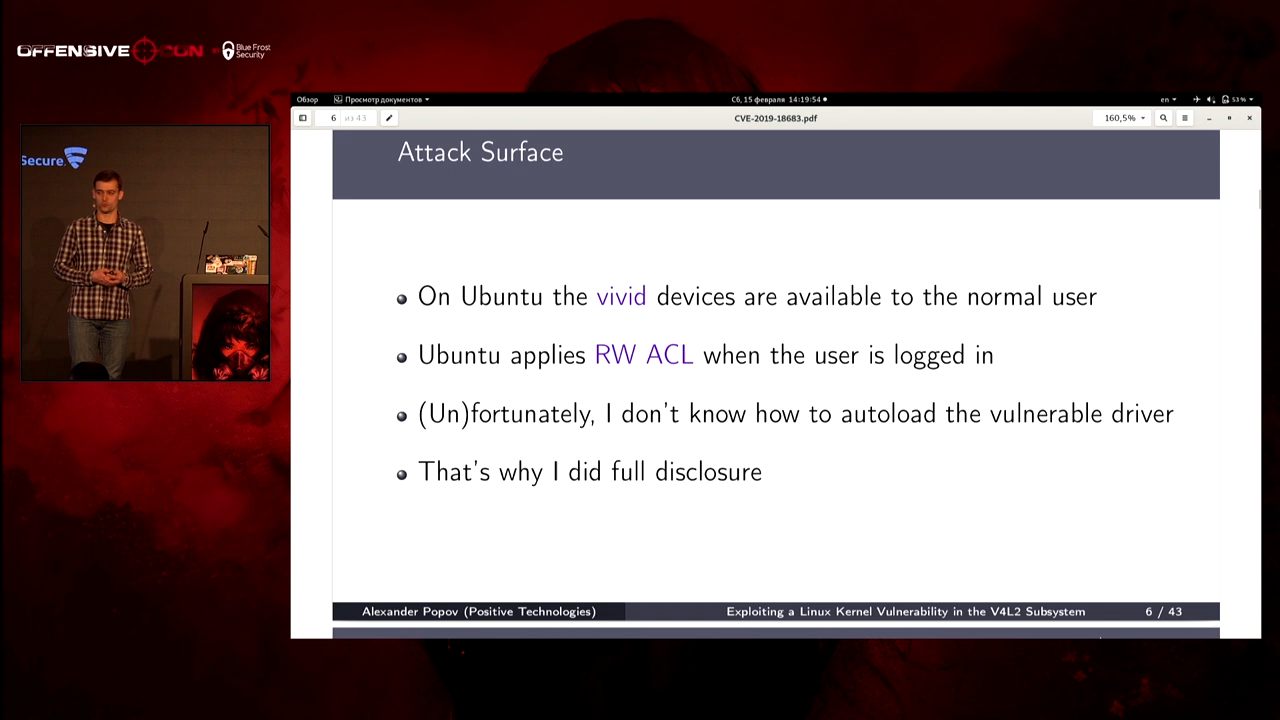 OFFENSIVE CON BY Blue Frost
Security
Secure
Обзор Просмотр документов Сб, 15 февраля 14:19:54 en 53 %
6 из 43 CVE-2019-18683.pdf 160,5%
Attack Surface
On Ubuntu the vivid devices are available to the normal user
Ubuntu applies RW ACL when the user is logged in
(Un)fortunately, I don't know how to autoload the vulnerable driver
That's why I did full disclosure
Alexander Popov (Positive Technologies) Exploiting a Linux Kernel Vulnerability in the V4L2 Subsystem 6 / 43